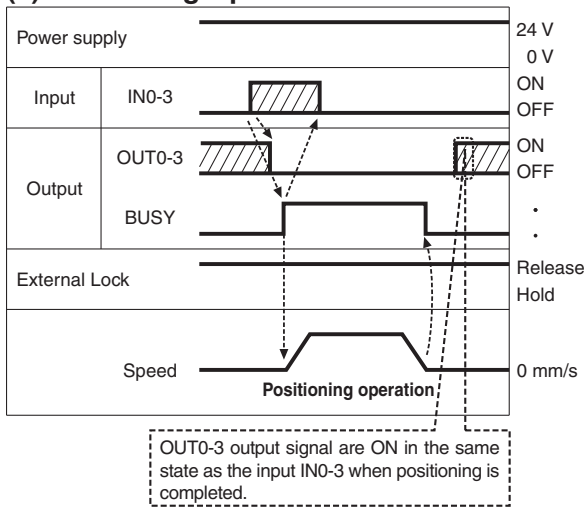 Power supply
24 V
0 V
Input
IN0-3
ON
OFF
Output
OUT0-3
ON
OFF
BUSY
External Lock
Release
Hold
Speed
0 mm/s
Positioning operation
OUT0-3 output signal are ON in the same
state as the input IN0-3 when positioning is
completed.